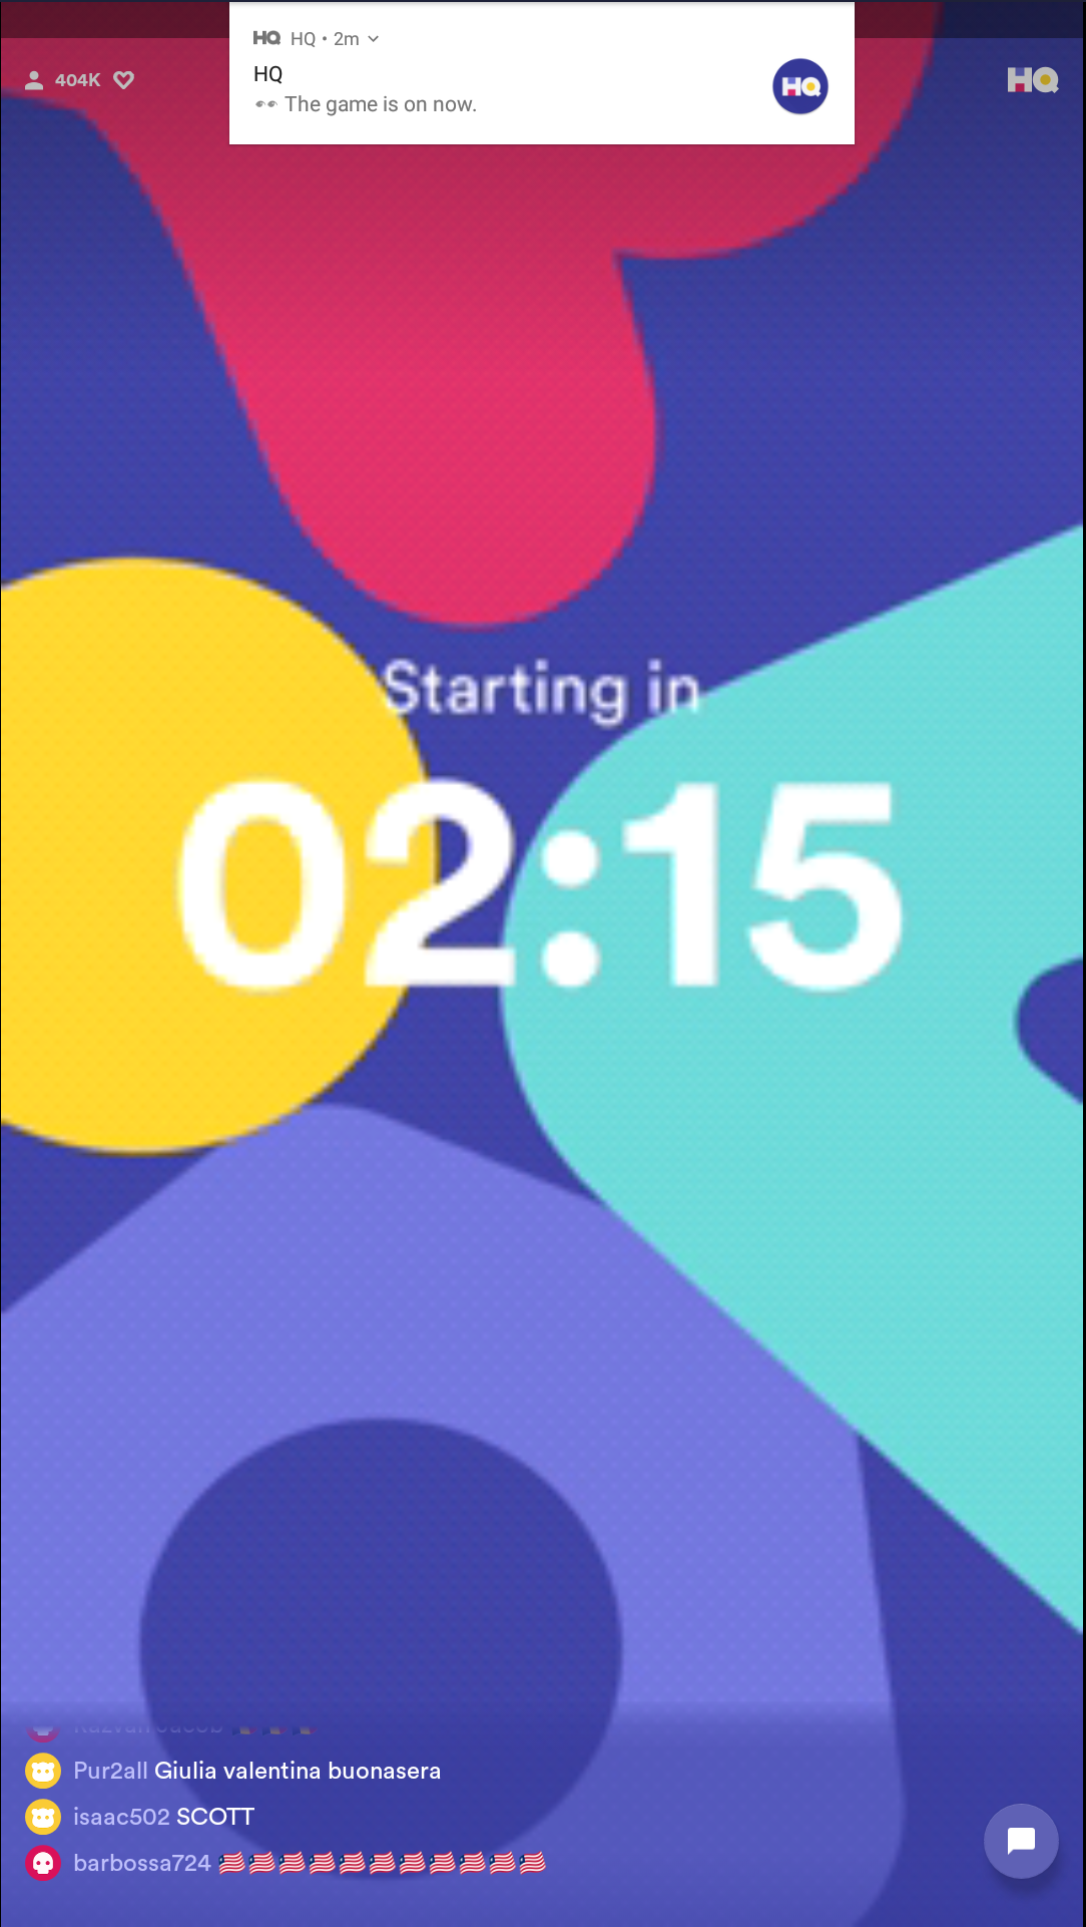 HQ HQ • 2m
HQ
👀 The game is on now.
404K
HQ
HQ
Starting in
02:15
Pur2all Giulia valentina buonasera
isaac502 SCOTT
barbossa724 🇺🇸🇺🇸🇺🇸🇺🇸🇺🇸🇺🇸🇺🇸🇺🇸🇺🇸🇺🇸🇺🇸